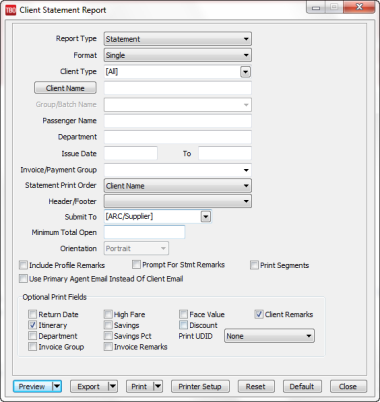 TBO Client Statement Report
Report Type Statement
Format Single
Client Type [All]
Client Name
Group/Batch Name
Passenger Name
Department
Issue Date To
Invoice/Payment Group
Statement Print Order Client Name
Header/Footer
Submit To [ARC/Supplier]
Minimum Total Open
Orientation Portrait
Include Profile Remarks Prompt For Stmt Remarks Print Segments
Use Primary Agent Email Instead Of Client Email
Optional Print Fields
Return Date High Fare Face Value Client Remarks
Itinerary Savings Discount
Department Savings Pct Print UDID None
Invoice Group Invoice Remarks
Preview Export Print Printer Setup Reset Default Close